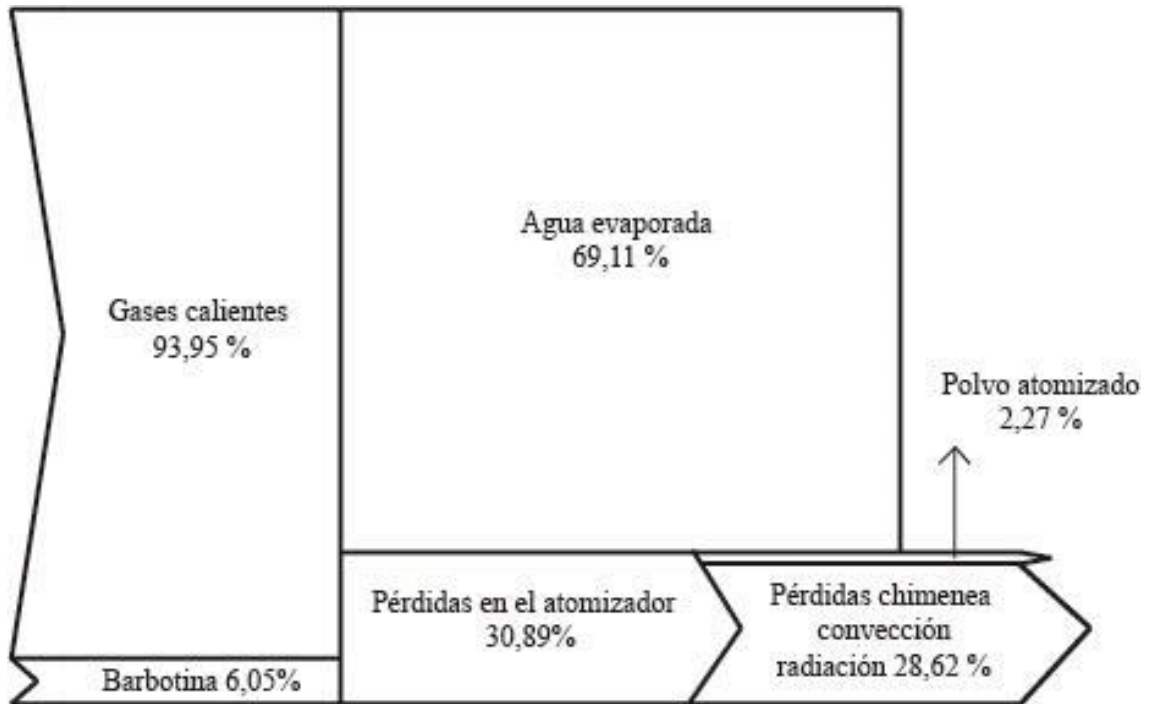 Agua evaporada
69,11 %
Gases calientes
93,95 %
Polvo atomizado
2,27 %
Pérdidas en el atomizador
30,89%
Pérdidas chimenea
convección
radiación 28,62 %
Barbotina 6,05%